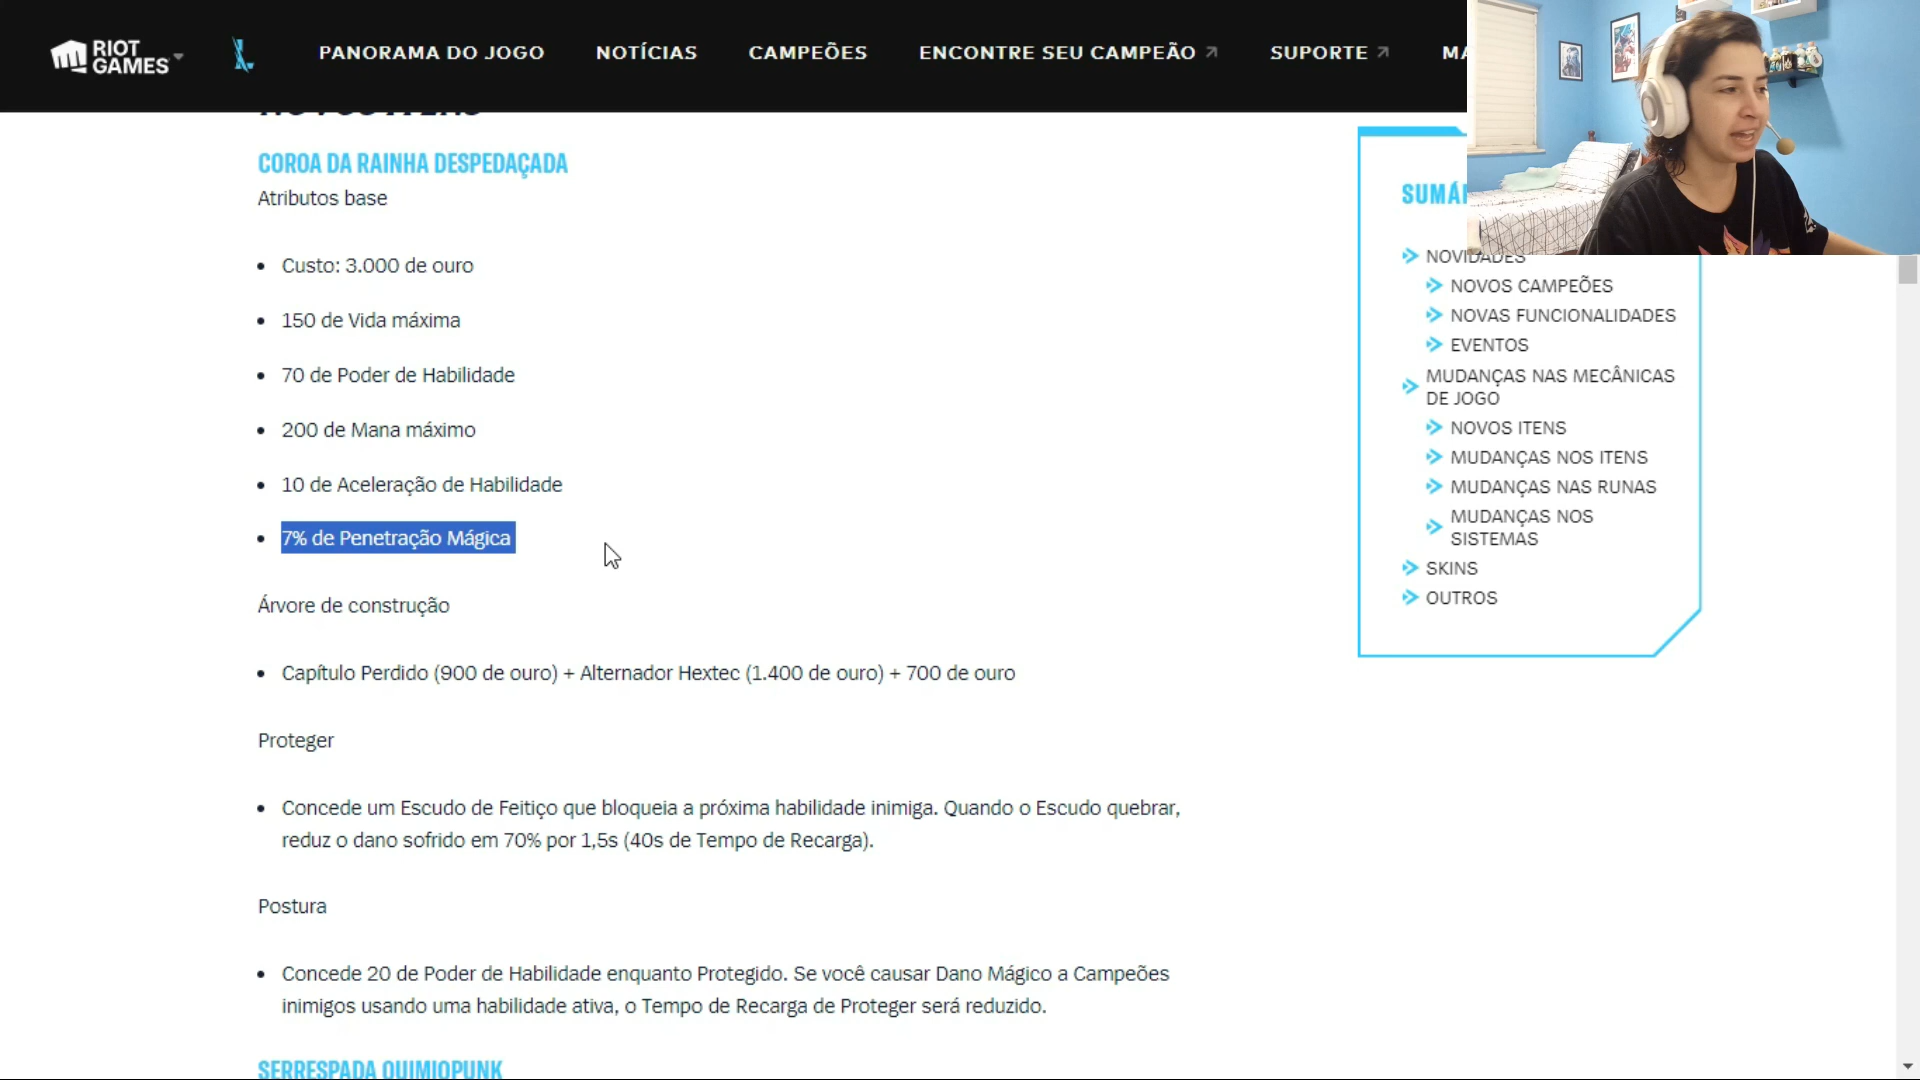 RIOT GAMES
PANORAMA DO JOGO
NOTÍCIAS
CAMPEÕES
ENCONTRE SEU CAMPEÃO
SUPORTE
COROA DA RAINHA DESPEDAÇADA
Atributos base
• Custo: 3.000 de ouro
• 150 de Vida máxima
• 70 de Poder de Habilidade
• 200 de Mana máximo
• 10 de Aceleração de Habilidade
• 7% de Penetração Mágica
Árvore de construção
• Capítulo Perdido (900 de ouro) + Alternador Hextec (1.400 de ouro) + 700 de ouro
Proteger
• Concede um Escudo de Feitiço que bloqueia a próxima habilidade inimiga. Quando o Escudo quebrar,
reduz o dano sofrido em 70% por 1,5s (40s de Tempo de Recarga).
Postura
• Concede 20 de Poder de Habilidade enquanto Protegido. Se você causar Dano Mágico a Campeões
inimigos usando uma habilidade ativa, o Tempo de Recarga de Proteger será reduzido.
SERRESPADA QUIMIOPUNK
NOVIDADES
NOVOS CAMPEÕES
NOVAS FUNCIONALIDADES
EVENTOS
MUDANÇAS NAS MECÂNICAS
DE JOGO
NOVOS ITENS
MUDANÇAS NOS ITENS
MUDANÇAS NAS RUNAS
MUDANÇAS NOS
SISTEMAS
SKINS
OUTROS